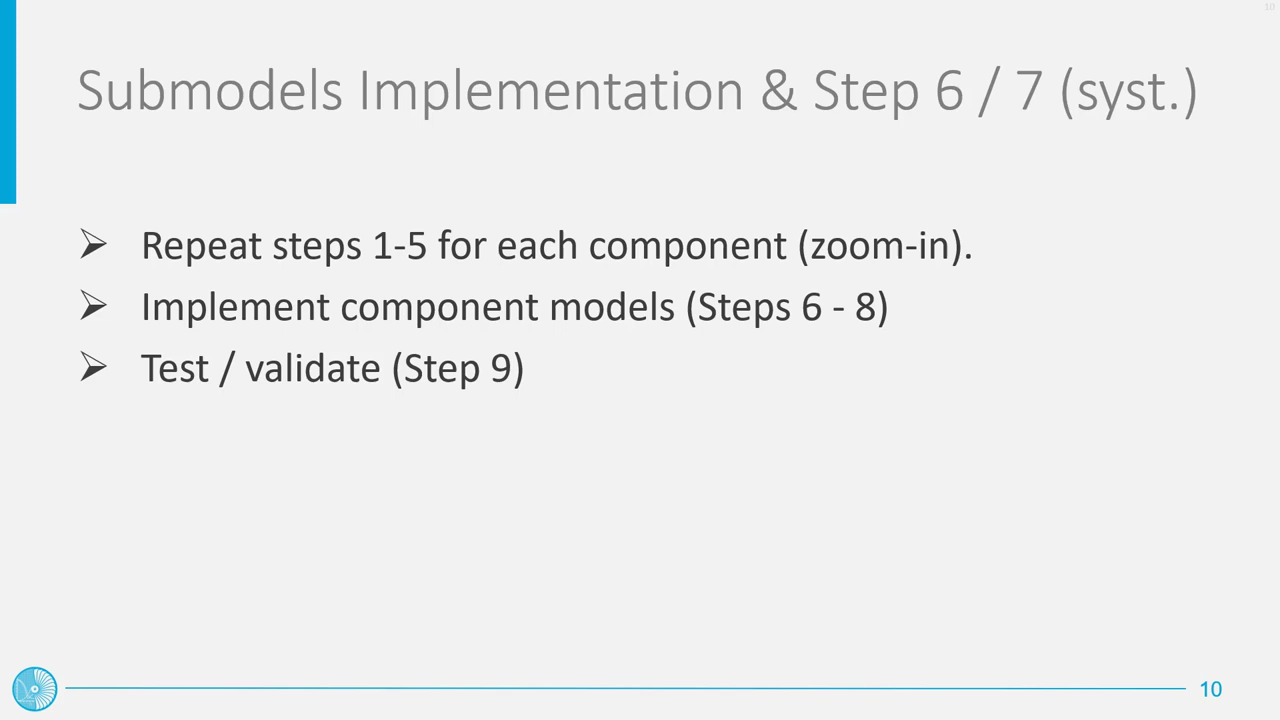 10
Submodels Implementation & Step 6 / 7 (syst.)
➢ Repeat steps 1-5 for each component (zoom-in).
➢ Implement component models (Steps 6 - 8)
➢ Test / validate (Step 9)
10